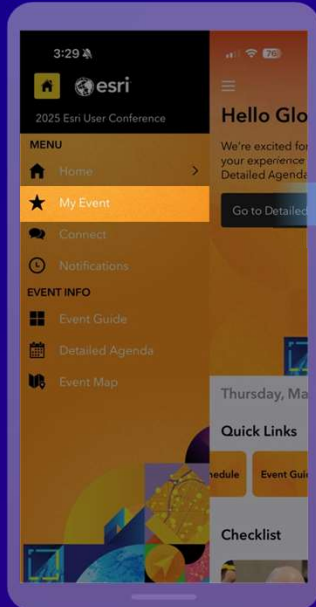 3:29
76
esri
2025 Esri User Conference
MENU
Home
My Event
Connect
Notifications
EVENT INFO
Event Guide
Detailed Agenda
Event Map
Hello Glo
We're excited for
your experience
Detailed Agenda
Go to Detailed
Thursday, Ma
Quick Links
hedule
Event Gui
Checklist